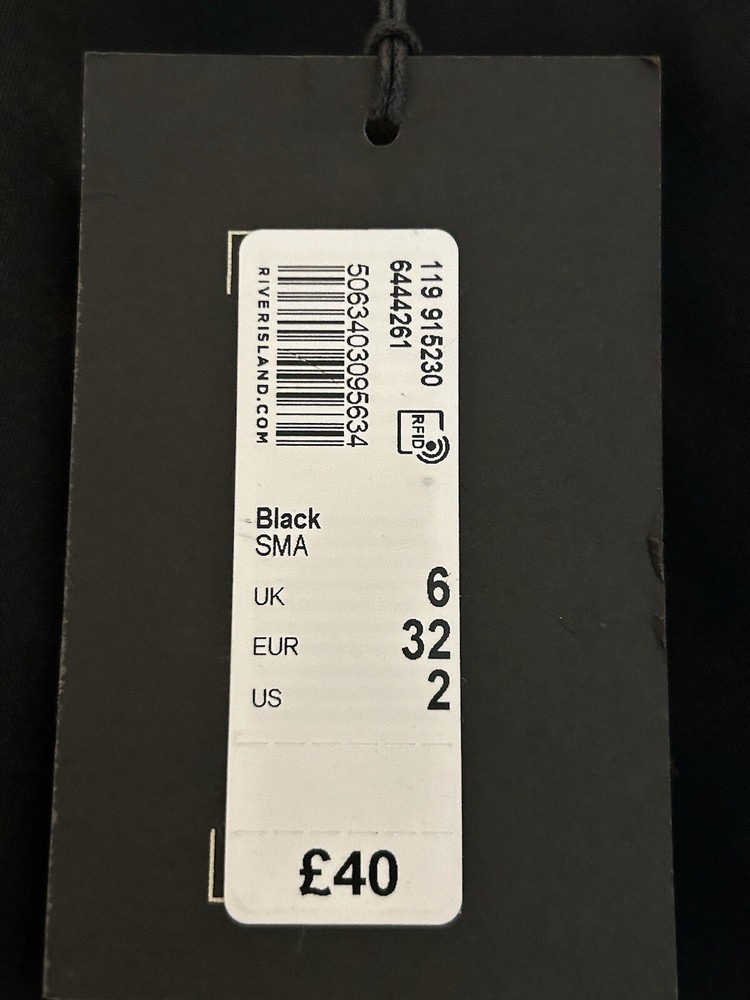 119 915230
6444261
RFID
5063403095634
RIVERISLAND.COM
Black
SMA
UK 6
EUR 32
US 2
£40